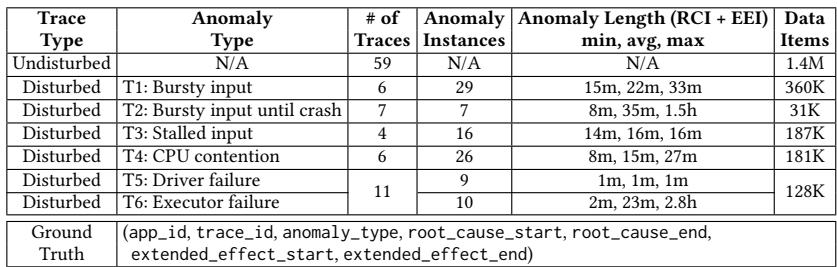 Trace Anomaly # of Anomaly Anomaly Length (RCI + EEI) Data
Type Type Traces Instances min, avg, max Items
Undisturbed N/A 59 N/A N/A 1.4M
Disturbed T1: Bursty input 6 29 15m, 22m, 33m 360K
Disturbed T2: Bursty input until crash 7 7 8m, 35m, 1.5h 31K
Disturbed T3: Stalled input 4 16 14m, 16m, 16m 187K
Disturbed T4: CPU contention 6 26 8m, 15m, 27m 181K
Disturbed T5: Driver failure 11 9 1m, 1m, 1m 128K
Disturbed T6: Executor failure 10 2m, 23m, 2.8h
Ground (app_id, trace_id, anomaly_type, root_cause_start, root_cause_end,
Truth extended_effect_start, extended_effect_end)